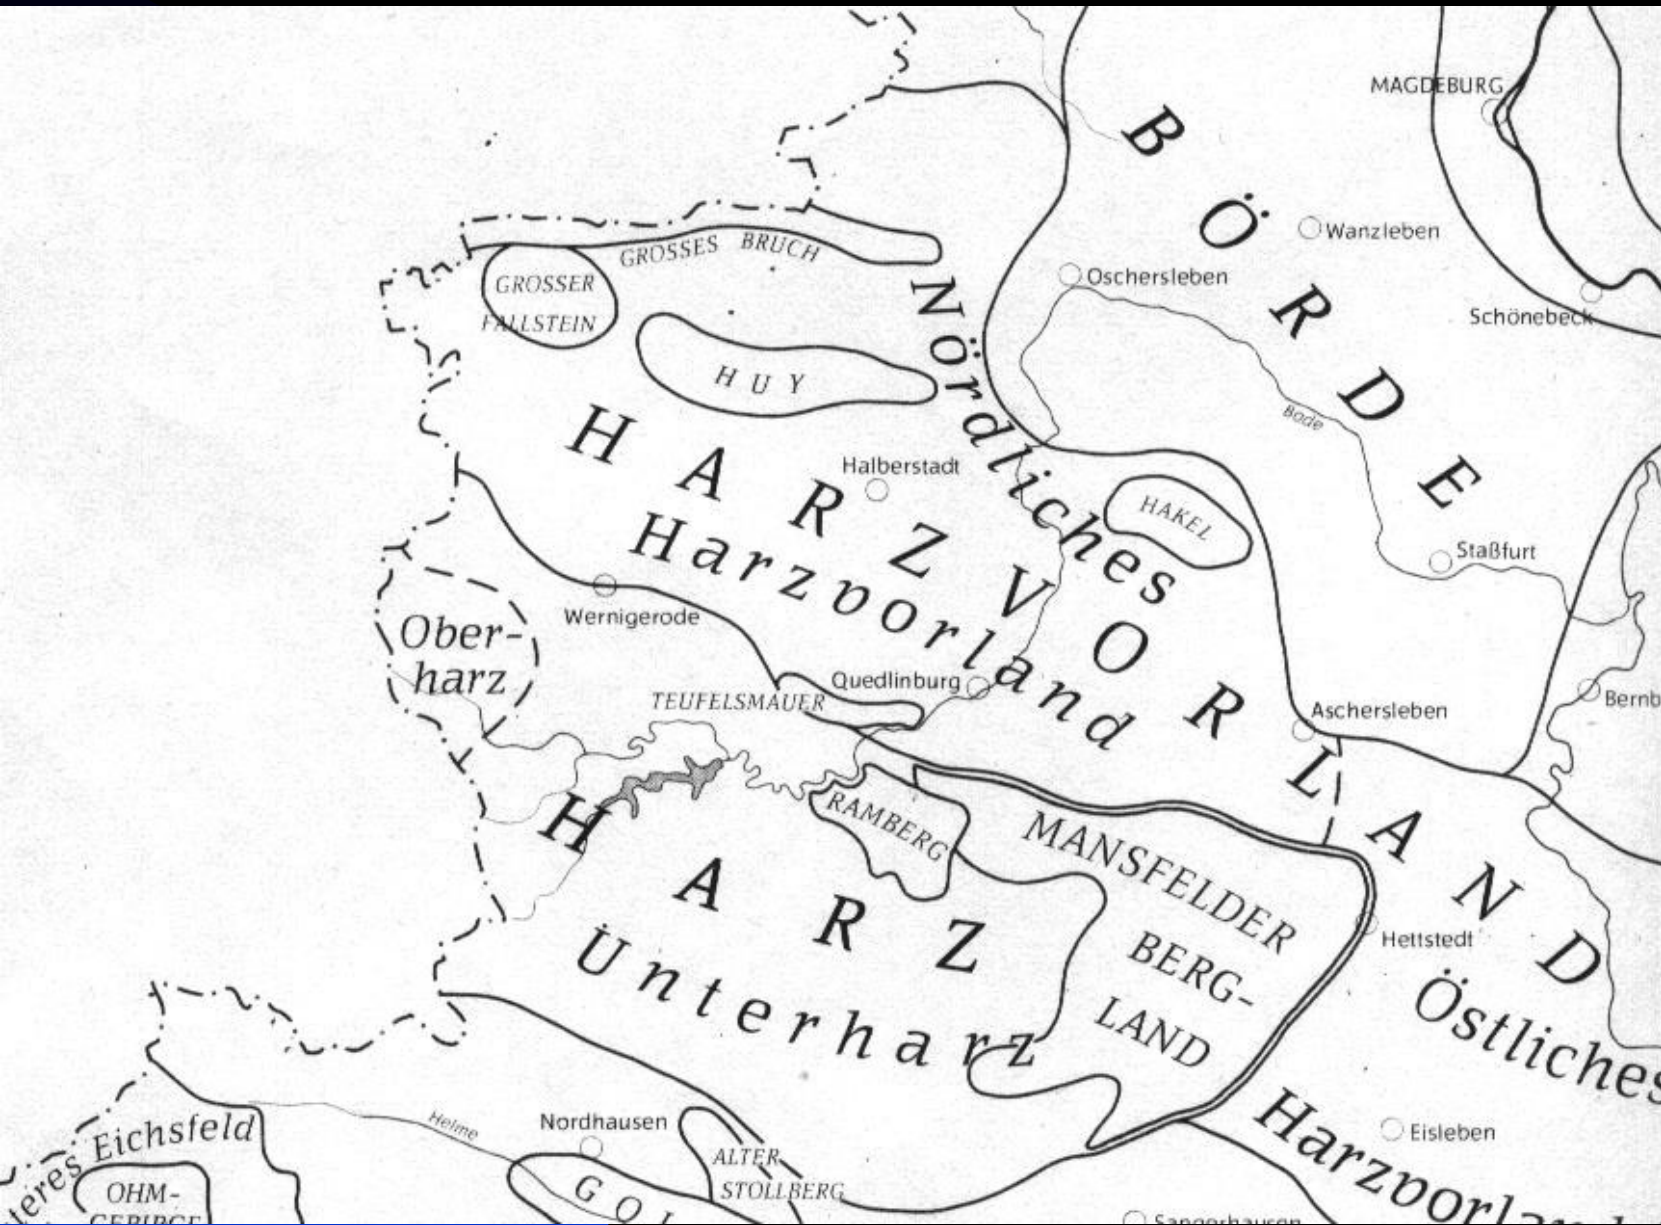 MAGDEBURG
BÖRDE
Wanzleben
GROSSES BRUCH
Oschersleben
GROSSER
FALLSTEIN
Schönebeck
HUY
Bode
Halberstadt
HAKEL
Staßfurt
Nördliches
Harzvorland
HARZVORLAND
Wernigerode
Ober-
harz
Quedlinburg
TEUFELSMAUER
Aschersleben
RAMBERG
MANSFELDER
BERG-
LAND
HARZ
Unterharz
Hettstedt
Östliches
Eisleben
Nordhausen
Helme
Eichsfeld
ALTER
STOLLBERG
OHM-
GEBIRGE
Sangerhausen